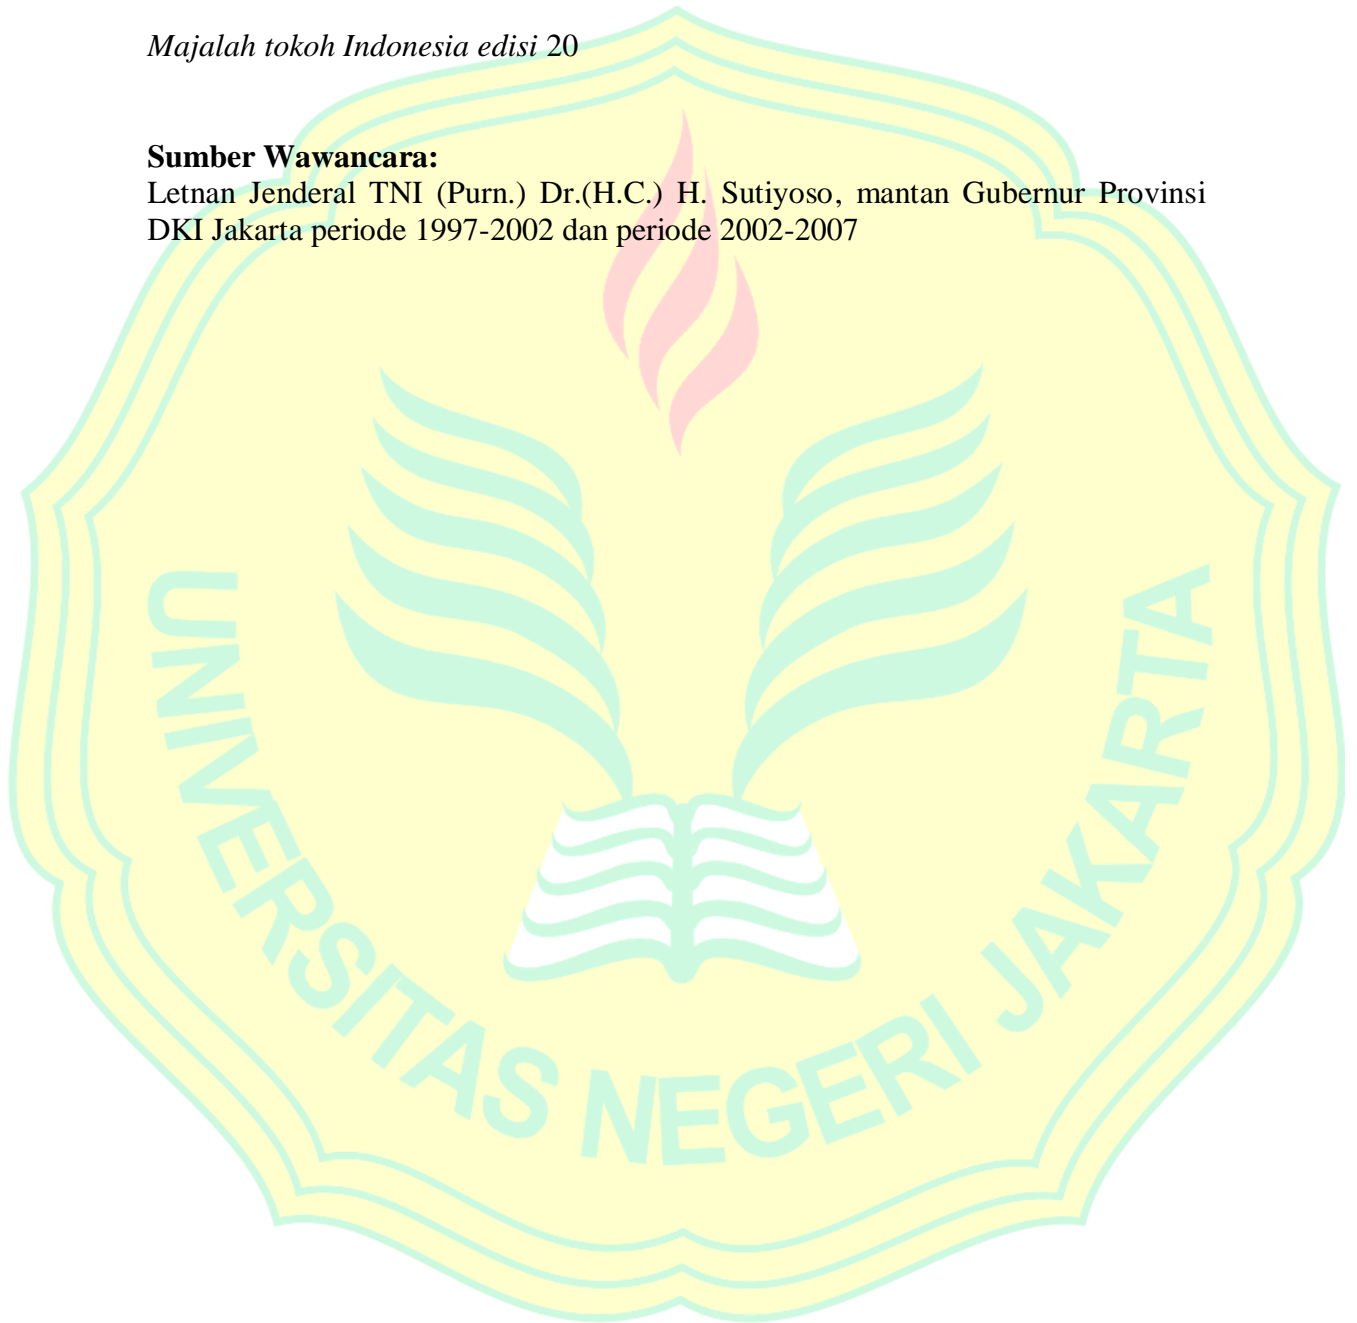 Majalah tokoh Indonesia edisi 20
Sumber Wawancara:
Letnan Jenderal TNI (Purn.) Dr.(H.C.) H. Sutiyoso, mantan Gubernur Provinsi
DKI Jakarta periode 1997-2002 dan periode 2002-2007
UNIVERSITAS NEGERI JAKARTA